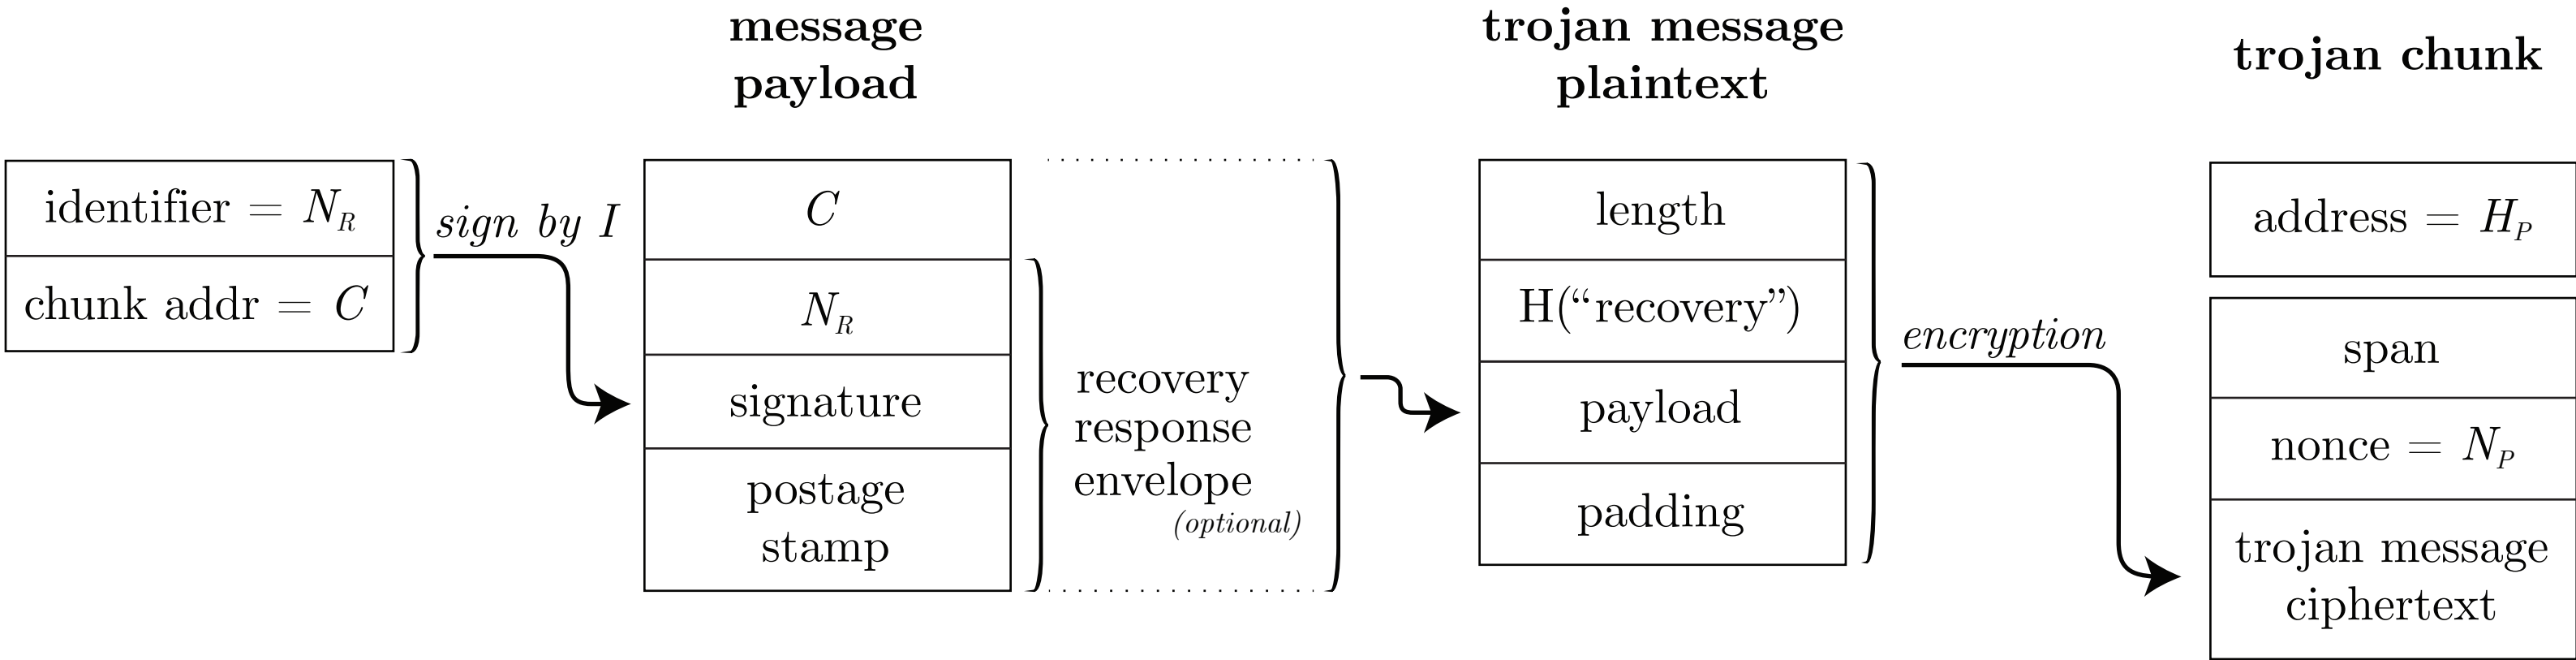 message
payload
trojan message
plaintext
trojan chunk
identifier = N_R
chunk addr = C
sign by I
C
N_R
signature
postage
stamp
recovery
response
envelope
(optional)
length
H(“recovery”)
payload
padding
encryption
address = H_P
span
nonce = N_P
trojan message
ciphertext